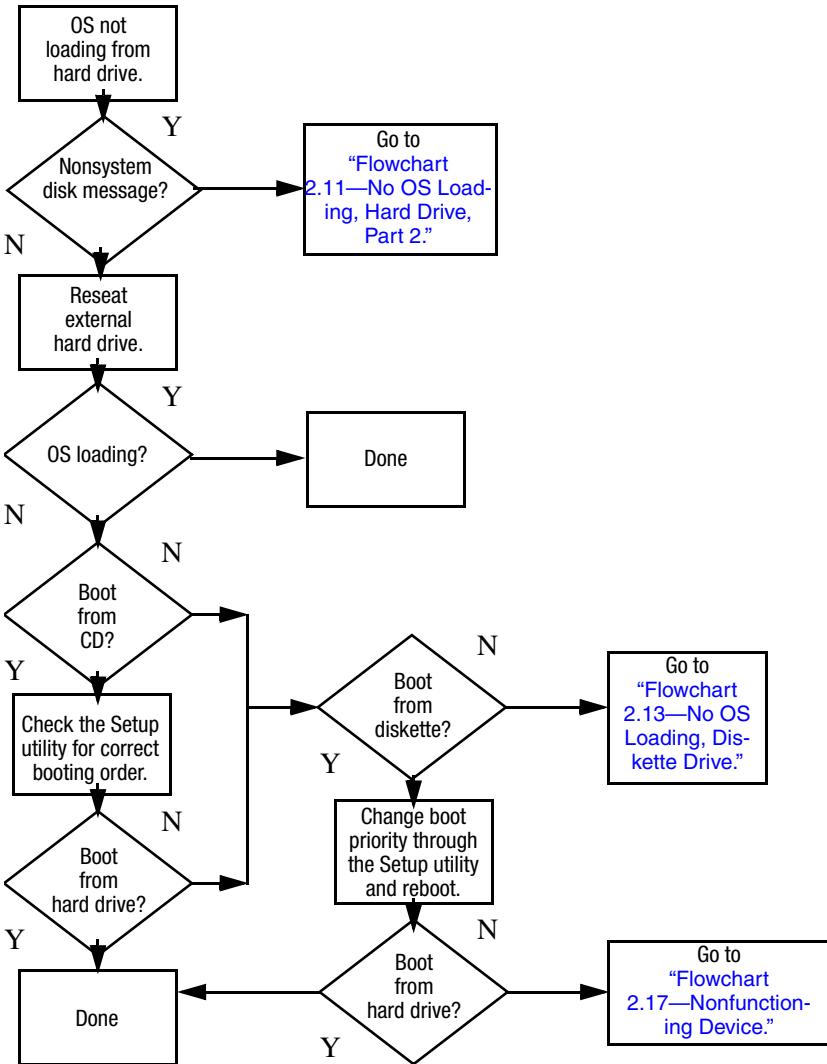 OS not
loading from
hard drive.
Y
Nonsystem
disk message?
Go to
“Flowchart
2.11—No OS Load-
ing, Hard Drive,
Part 2.”
N
Reseat
external
hard drive.
Y
OS loading?
Done
N
N
Boot
from
CD?
Y
Check the Setup
utility for correct
booting order.
N
Boot
from
hard drive?
Y
Done
Boot
from
diskette?
N
Go to
“Flowchart
2.13—No OS
Loading, Dis-
kette Drive.”
Y
Change boot
priority through
the Setup utility
and reboot.
N
Boot
from
hard drive?
Y
Go to
“Flowchart
2.17—Nonfunction-
ing Device.”